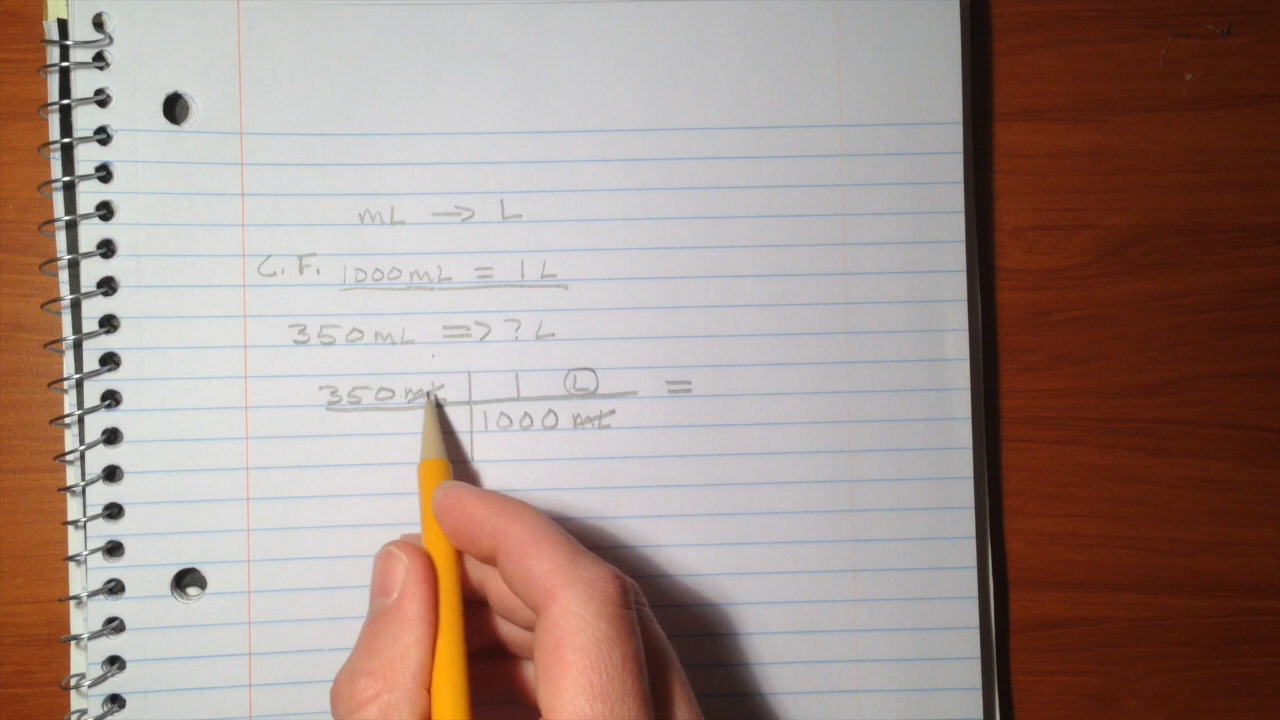 mL → L
C.F. 1000mL = 1L
350mL => ? L
350mL | 1 L =
1000 mL